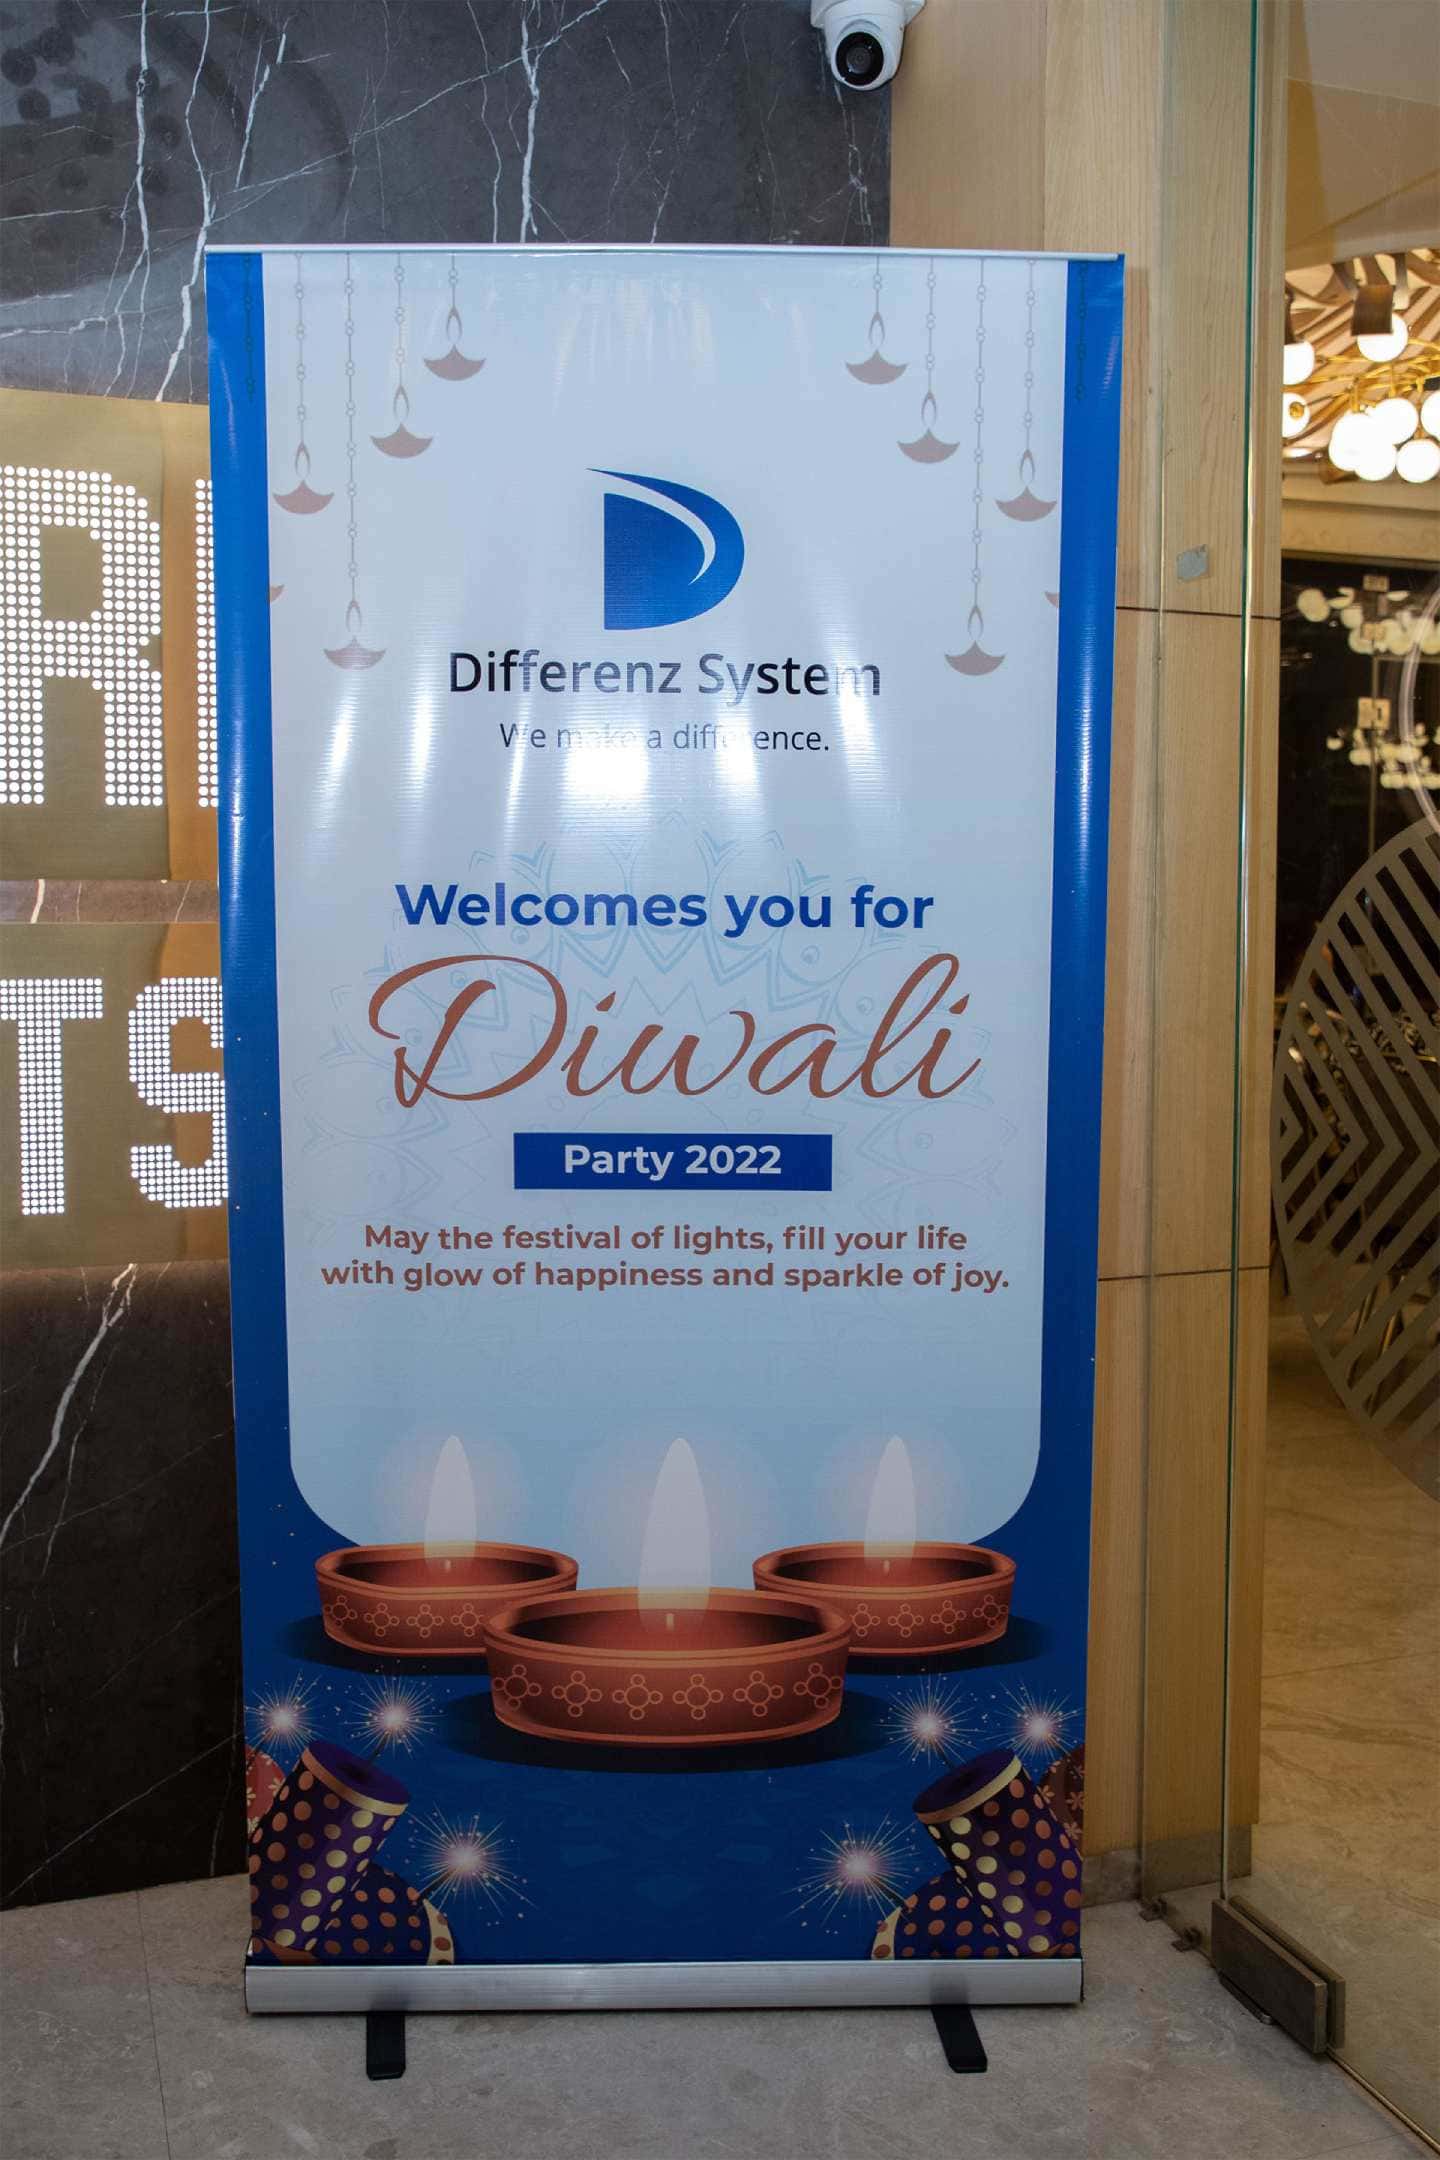 Differenz System
We make a difference.
Welcomes you for
Diwali
Party 2022
May the festival of lights, fill your life
with glow of happiness and sparkle of joy.
R
TS